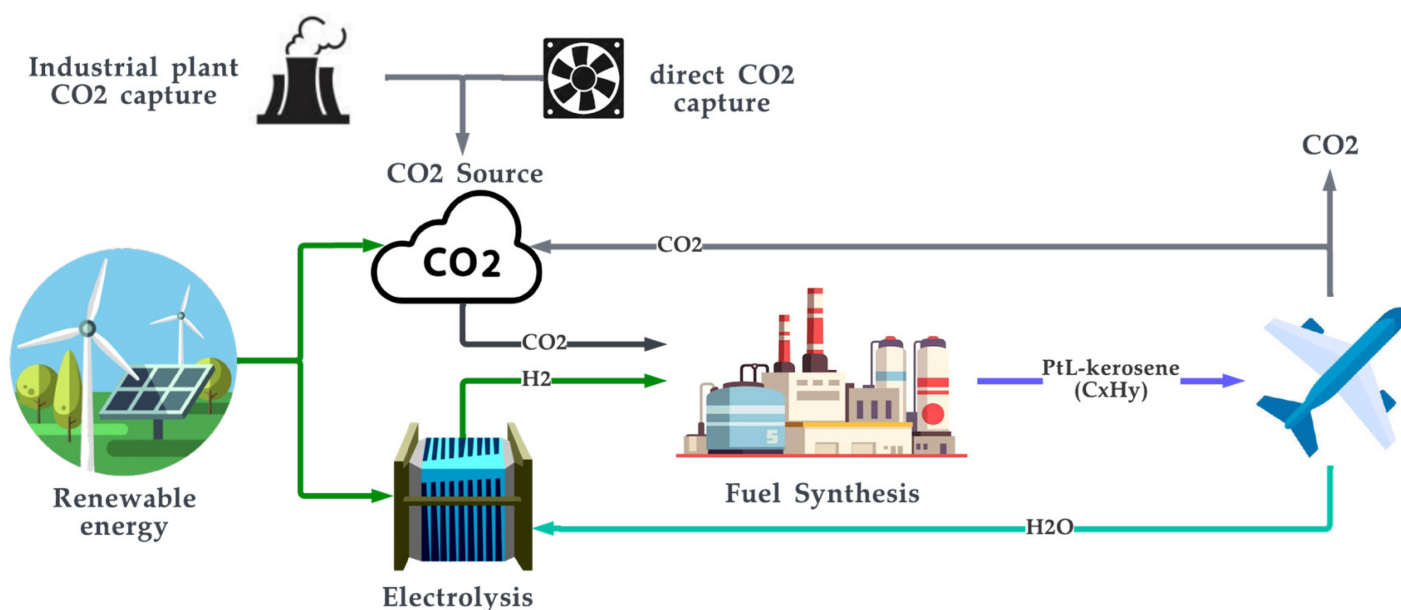 Industrial plant
CO2 capture
direct CO2
capture
CO2
CO2 Source
CO2
CO2
CO2
H2
PtL-kerosene
(CxHy)
S
Renewable
energy
Fuel Synthesis
H2O
Electrolysis